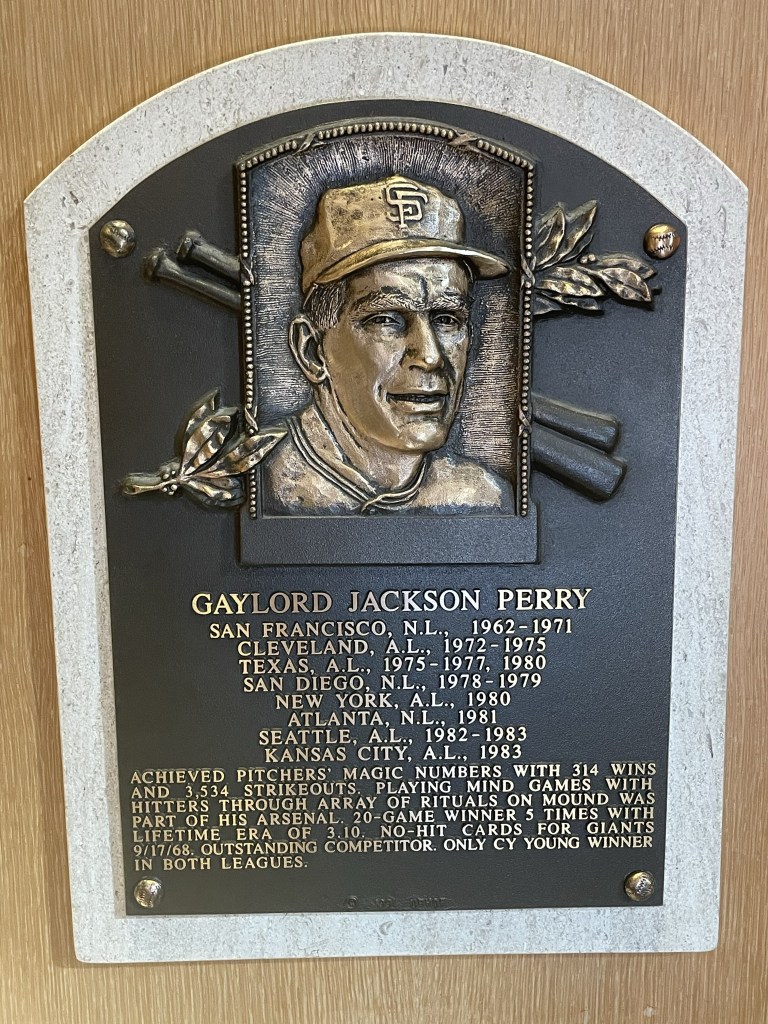 SF
GAYLORD JACKSON PERRY
SAN FRANCISCO, N.L., 1962-1971
CLEVELAND, A.L., 1972-1975
TEXAS, A.L., 1975-1977, 1980
SAN DIEGO, N.L., 1978-1979
NEW YORK, A.L., 1980
ATLANTA, N.L., 1981
SEATTLE, A.L., 1982-1983
KANSAS CITY, A.L., 1983
ACHIEVED PITCHERS' MAGIC NUMBERS WITH 314 WINS
AND 3,534 STRIKEOUTS. PLAYING MIND GAMES WITH
HITTERS THROUGH ARRAY OF RITUALS ON MOUND WAS
PART OF HIS ARSENAL. 20-GAME WINNER 5 TIMES WITH
LIFETIME ERA OF 3.10. NO-HIT CARDS FOR GIANTS
9/17/68. OUTSTANDING COMPETITOR. ONLY CY YOUNG WINNER
IN BOTH LEAGUES.